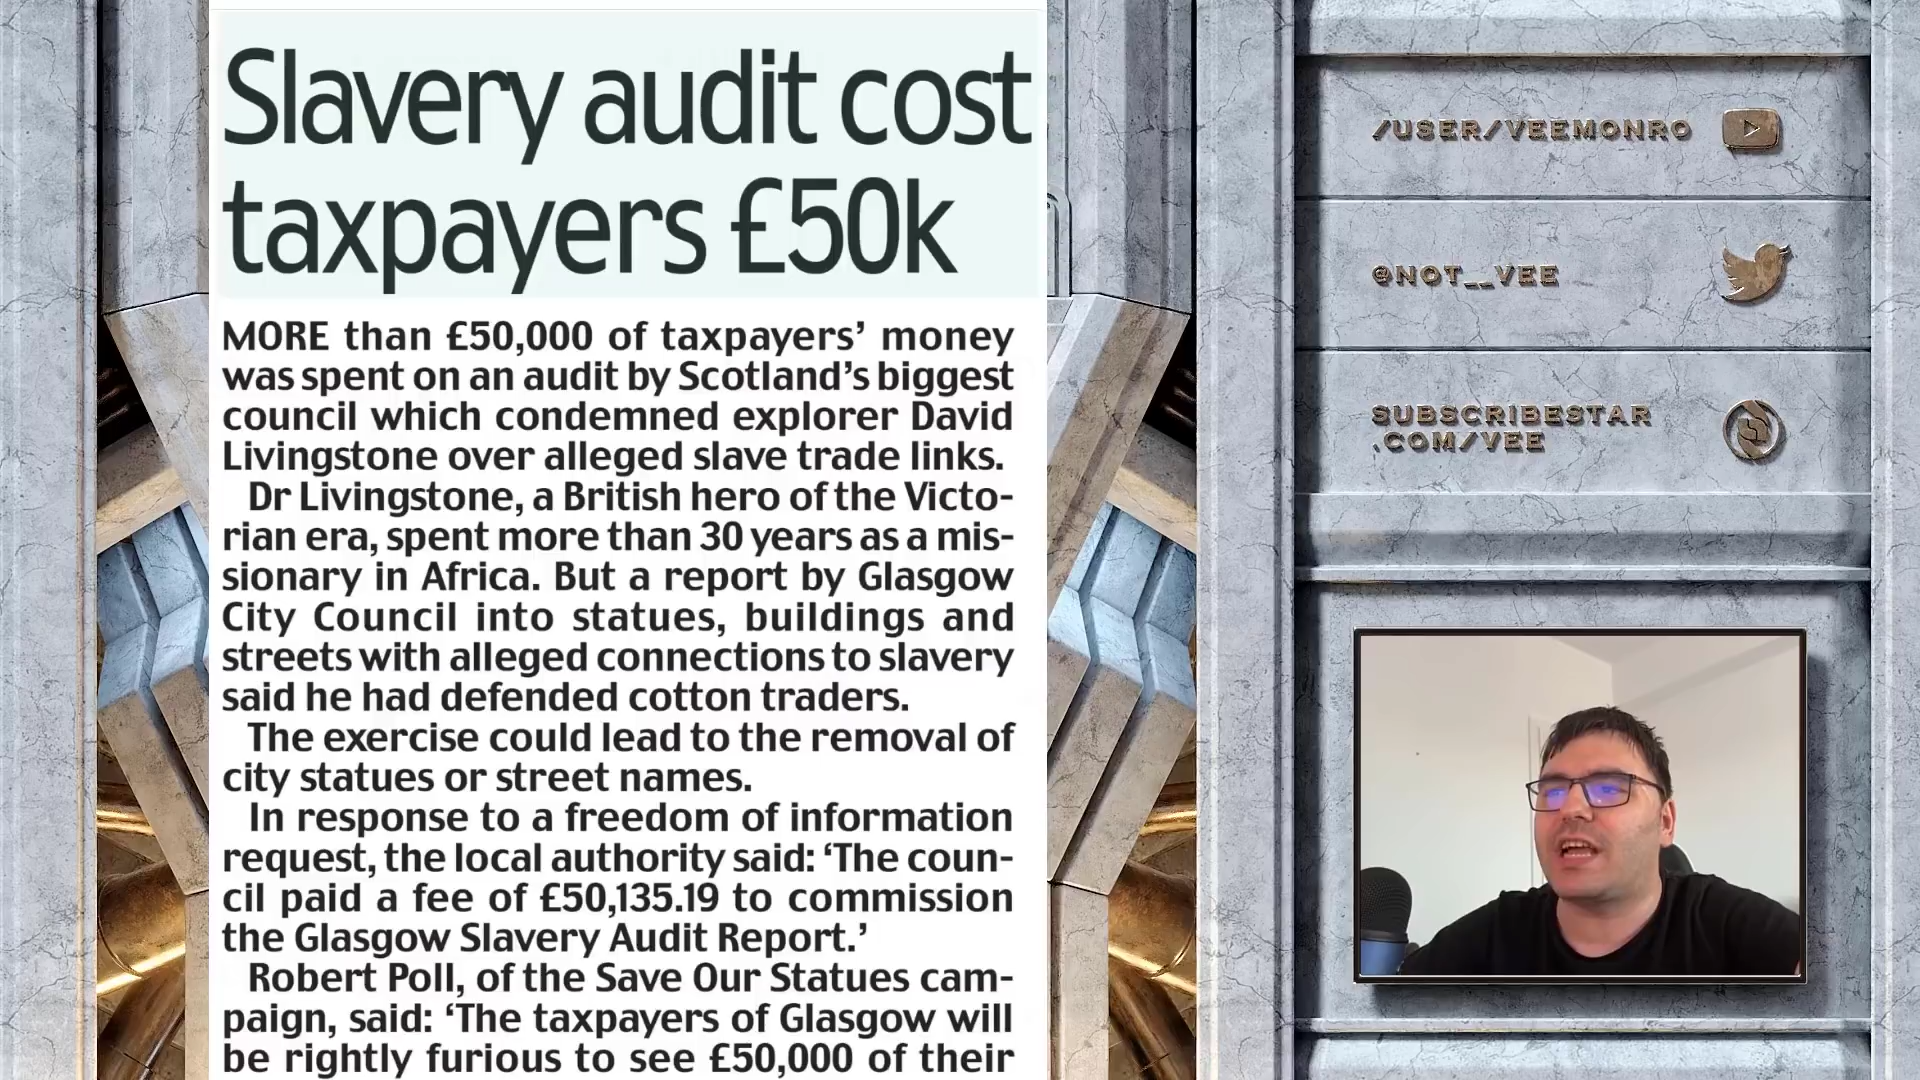 Slavery audit cost
taxpayers £50k
MORE than £50,000 of taxpayers’ money
was spent on an audit by Scotland’s biggest
council which condemned explorer David
Livingstone over alleged slave trade links.
Dr Livingstone, a British hero of the Victo-
rian era, spent more than 30 years as a mis-
sionary in Africa. But a report by Glasgow
City Council into statues, buildings and
streets with alleged connections to slavery
said he had defended cotton traders.
The exercise could lead to the removal of
city statues or street names.
In response to a freedom of information
request, the local authority said: ‘The coun-
cil paid a fee of £50,135.19 to commission
the Glasgow Slavery Audit Report.’
Robert Poll, of the Save Our Statues cam-
paign, said: ‘The taxpayers of Glasgow will
be rightly furious to see £50,000 of their
/USER/VEEMONRO
@NOT__VEE
SUBSCRIBESTAR
.COM/VEE